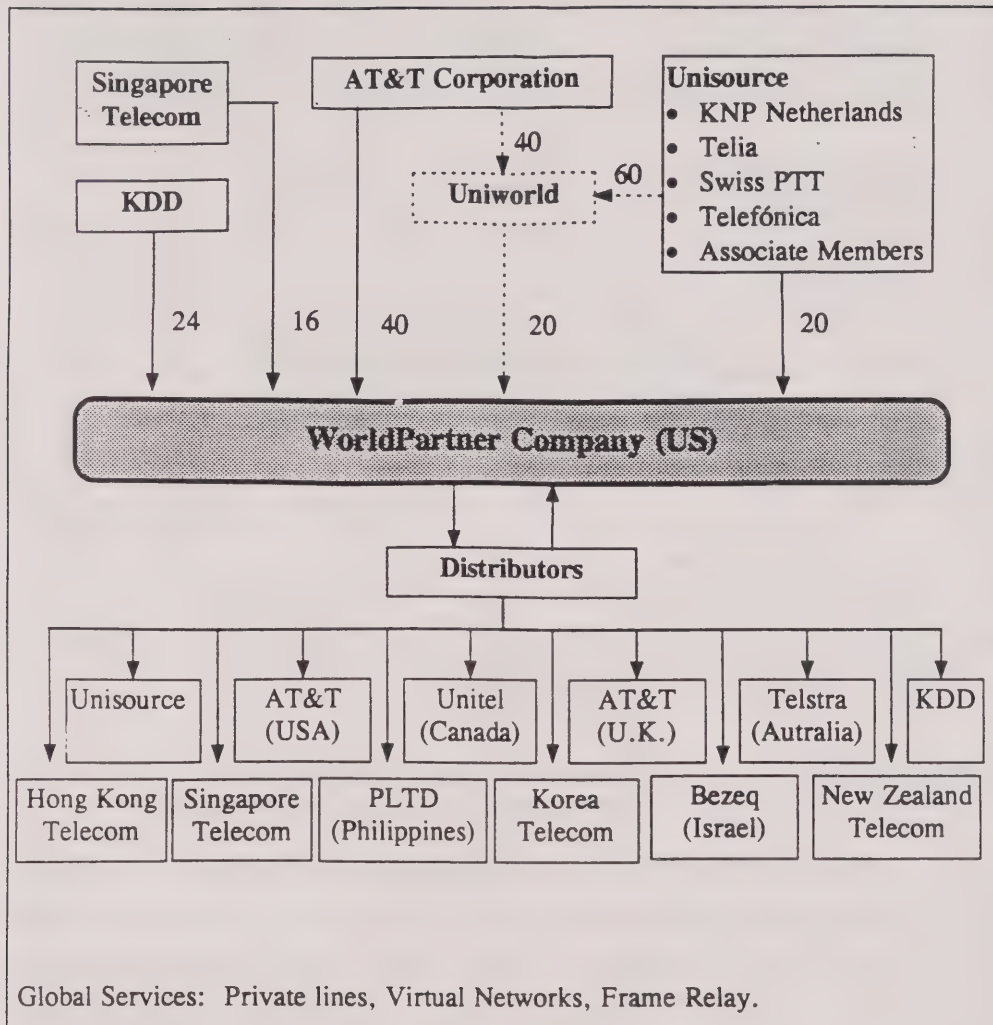 Singapore
Telecom
AT&T Corporation
Unisource
• KNP Netherlands
• Telia
• Swiss PTT
• Telefónica
• Associate Members
KDD
40
Uniworld
60
24
16
40
20
20
WorldPartner Company (US)
Distributors
Unisource
AT&T
(USA)
Unitel
(Canada)
AT&T
(U.K.)
Telstra
(Autralia)
KDD
Hong Kong
Telecom
Singapore
Telecom
PLTD
(Philippines)
Korea
Telecom
Bezeq
(Israel)
New Zealand
Telecom
Global Services: Private lines, Virtual Networks, Frame Relay.